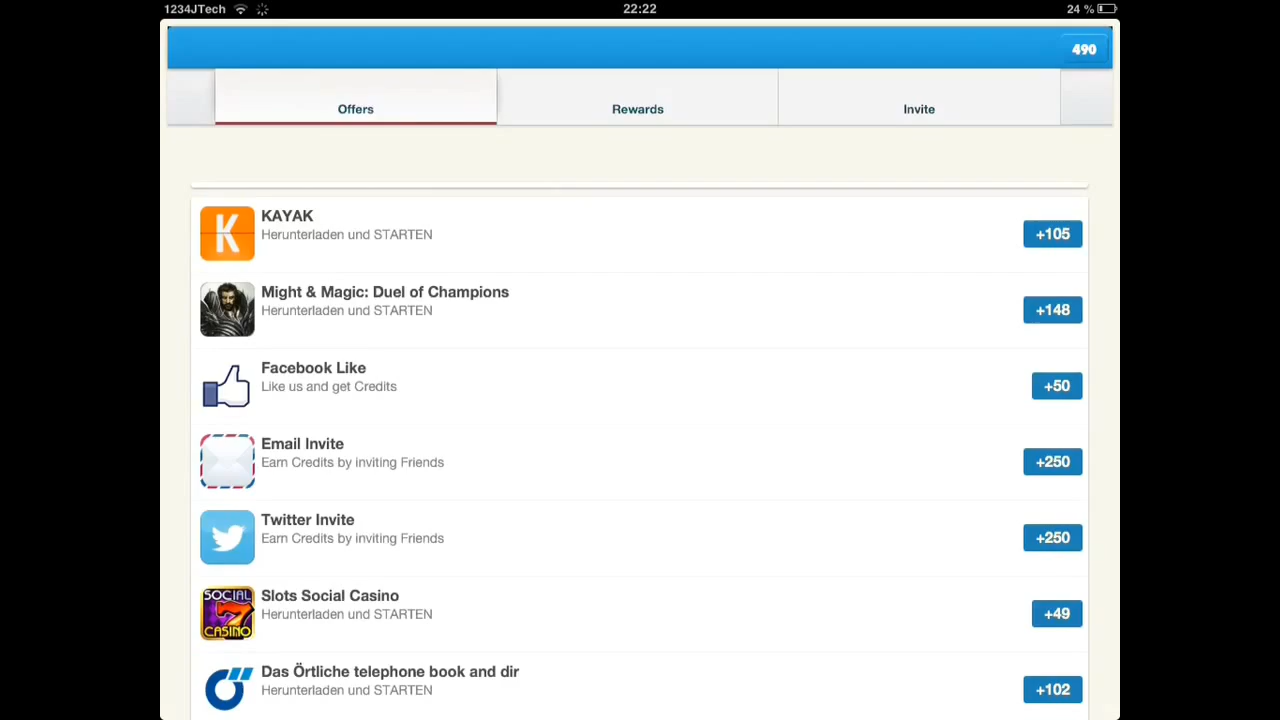 1234JTech 22:22 24 %
490
Offers Rewards Invite
K
KAYAK
Herunterladen und STARTEN
+105
Might & Magic: Duel of Champions
Herunterladen und STARTEN
+148
Facebook Like
Like us and get Credits
+50
Email Invite
Earn Credits by inviting Friends
+250
Twitter Invite
Earn Credits by inviting Friends
+250
SOCIAL
7
CASINO
Slots Social Casino
Herunterladen und STARTEN
+49
Das Örtliche telephone book and dir
Herunterladen und STARTEN
+102